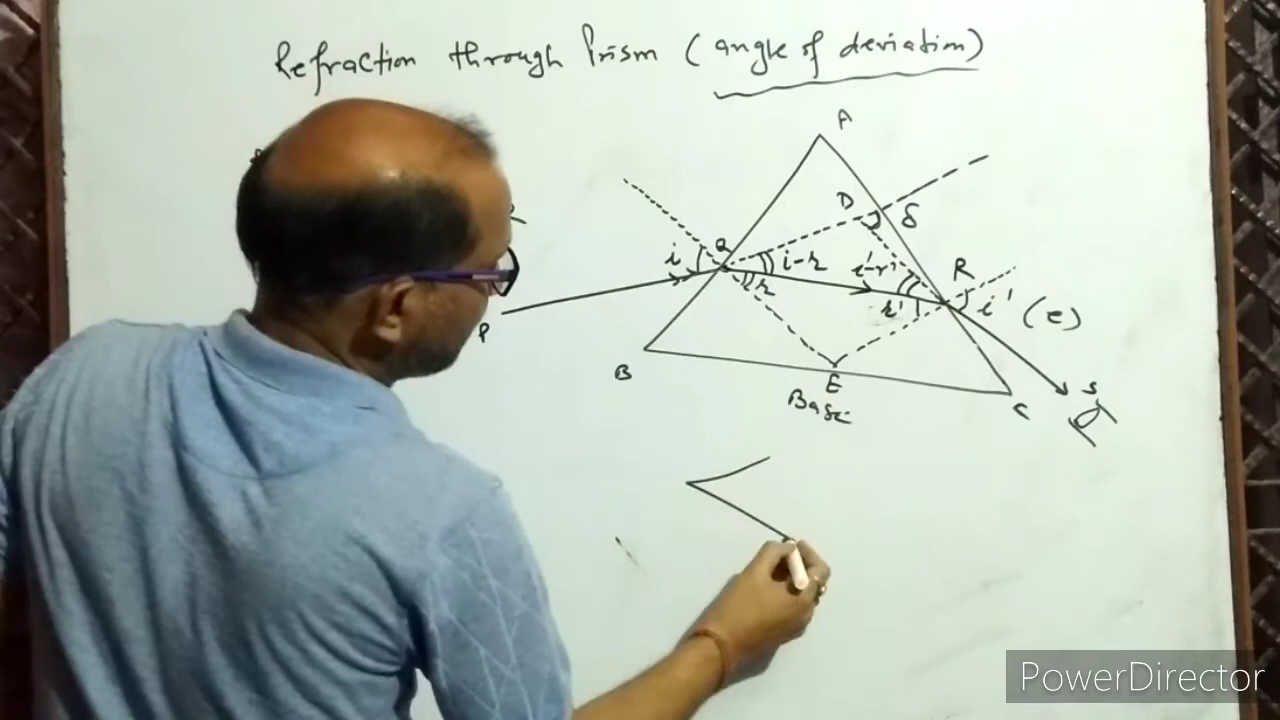 Refraction through Prism (angle of deviation)
A
D
δ
i
Q
i-r
i'-r'
R
r
r'
i' (e)
P
B
E
S
Base
C
PowerDirector